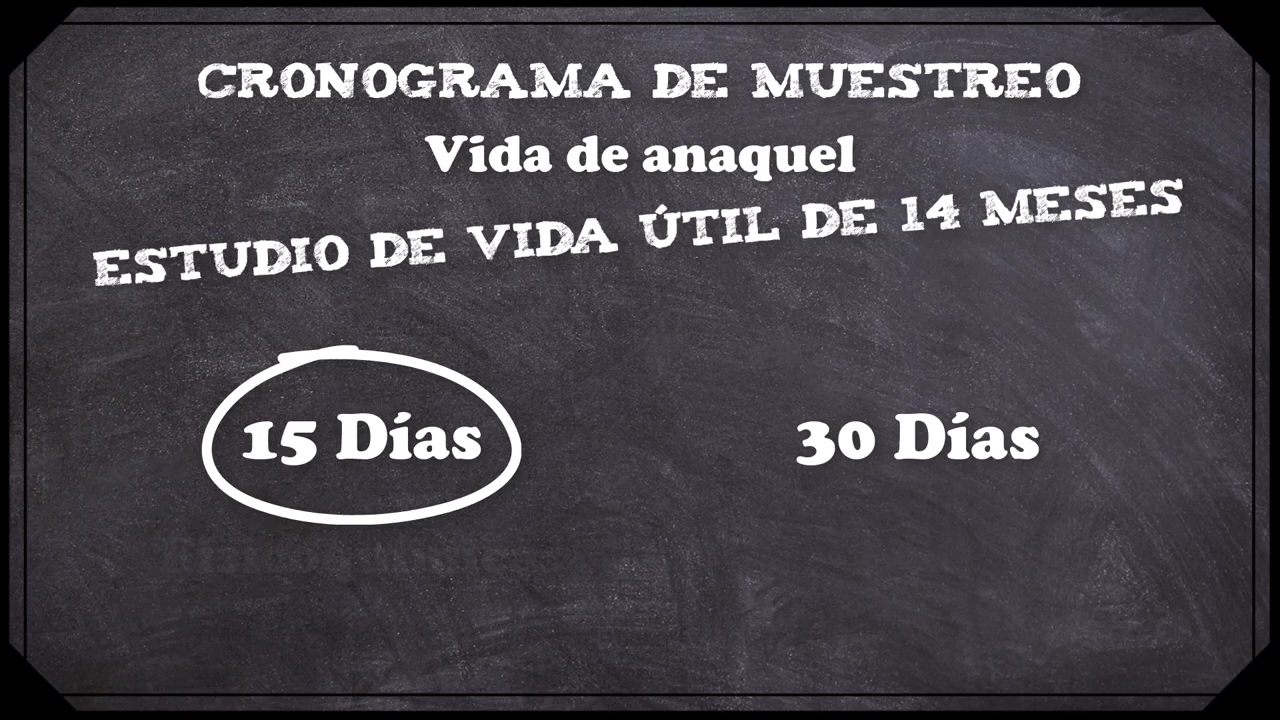 CRONOGRAMA DE MUESTREO
Vida de anaquel
ESTUDIO DE VIDA ÚTIL DE 14 MESES
15 Días
30 Días